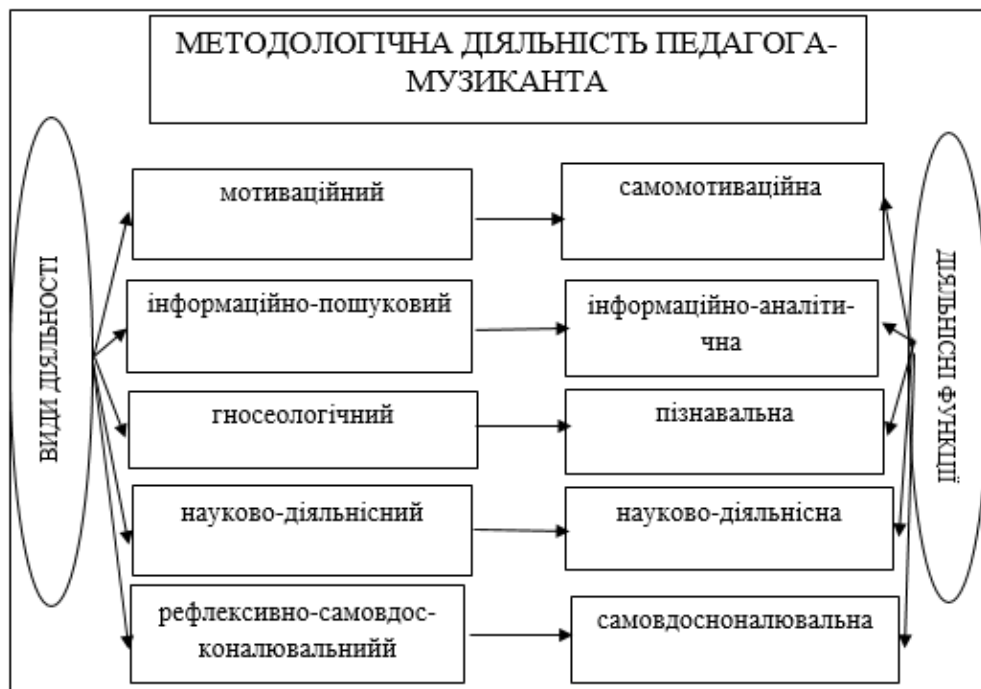 МЕТОДОЛОГІЧНА ДІЯЛЬНІСТЬ ПЕДАГОГА-
МУЗИКАНТА
ВИДИ ДІЯЛЬНОСТІ
мотиваційний
самомотиваційна
інформаційно-пошуковий
інформаційно-аналіти-
чна
гносеологічний
пізнавальна
науково-діяльнісний
науково-діяльнісна
рефлексивно-самовдос-
коналювальнийй
самовдосноналювальна
ДІЯЛЬНІСНІ ФУНКЦІЇ